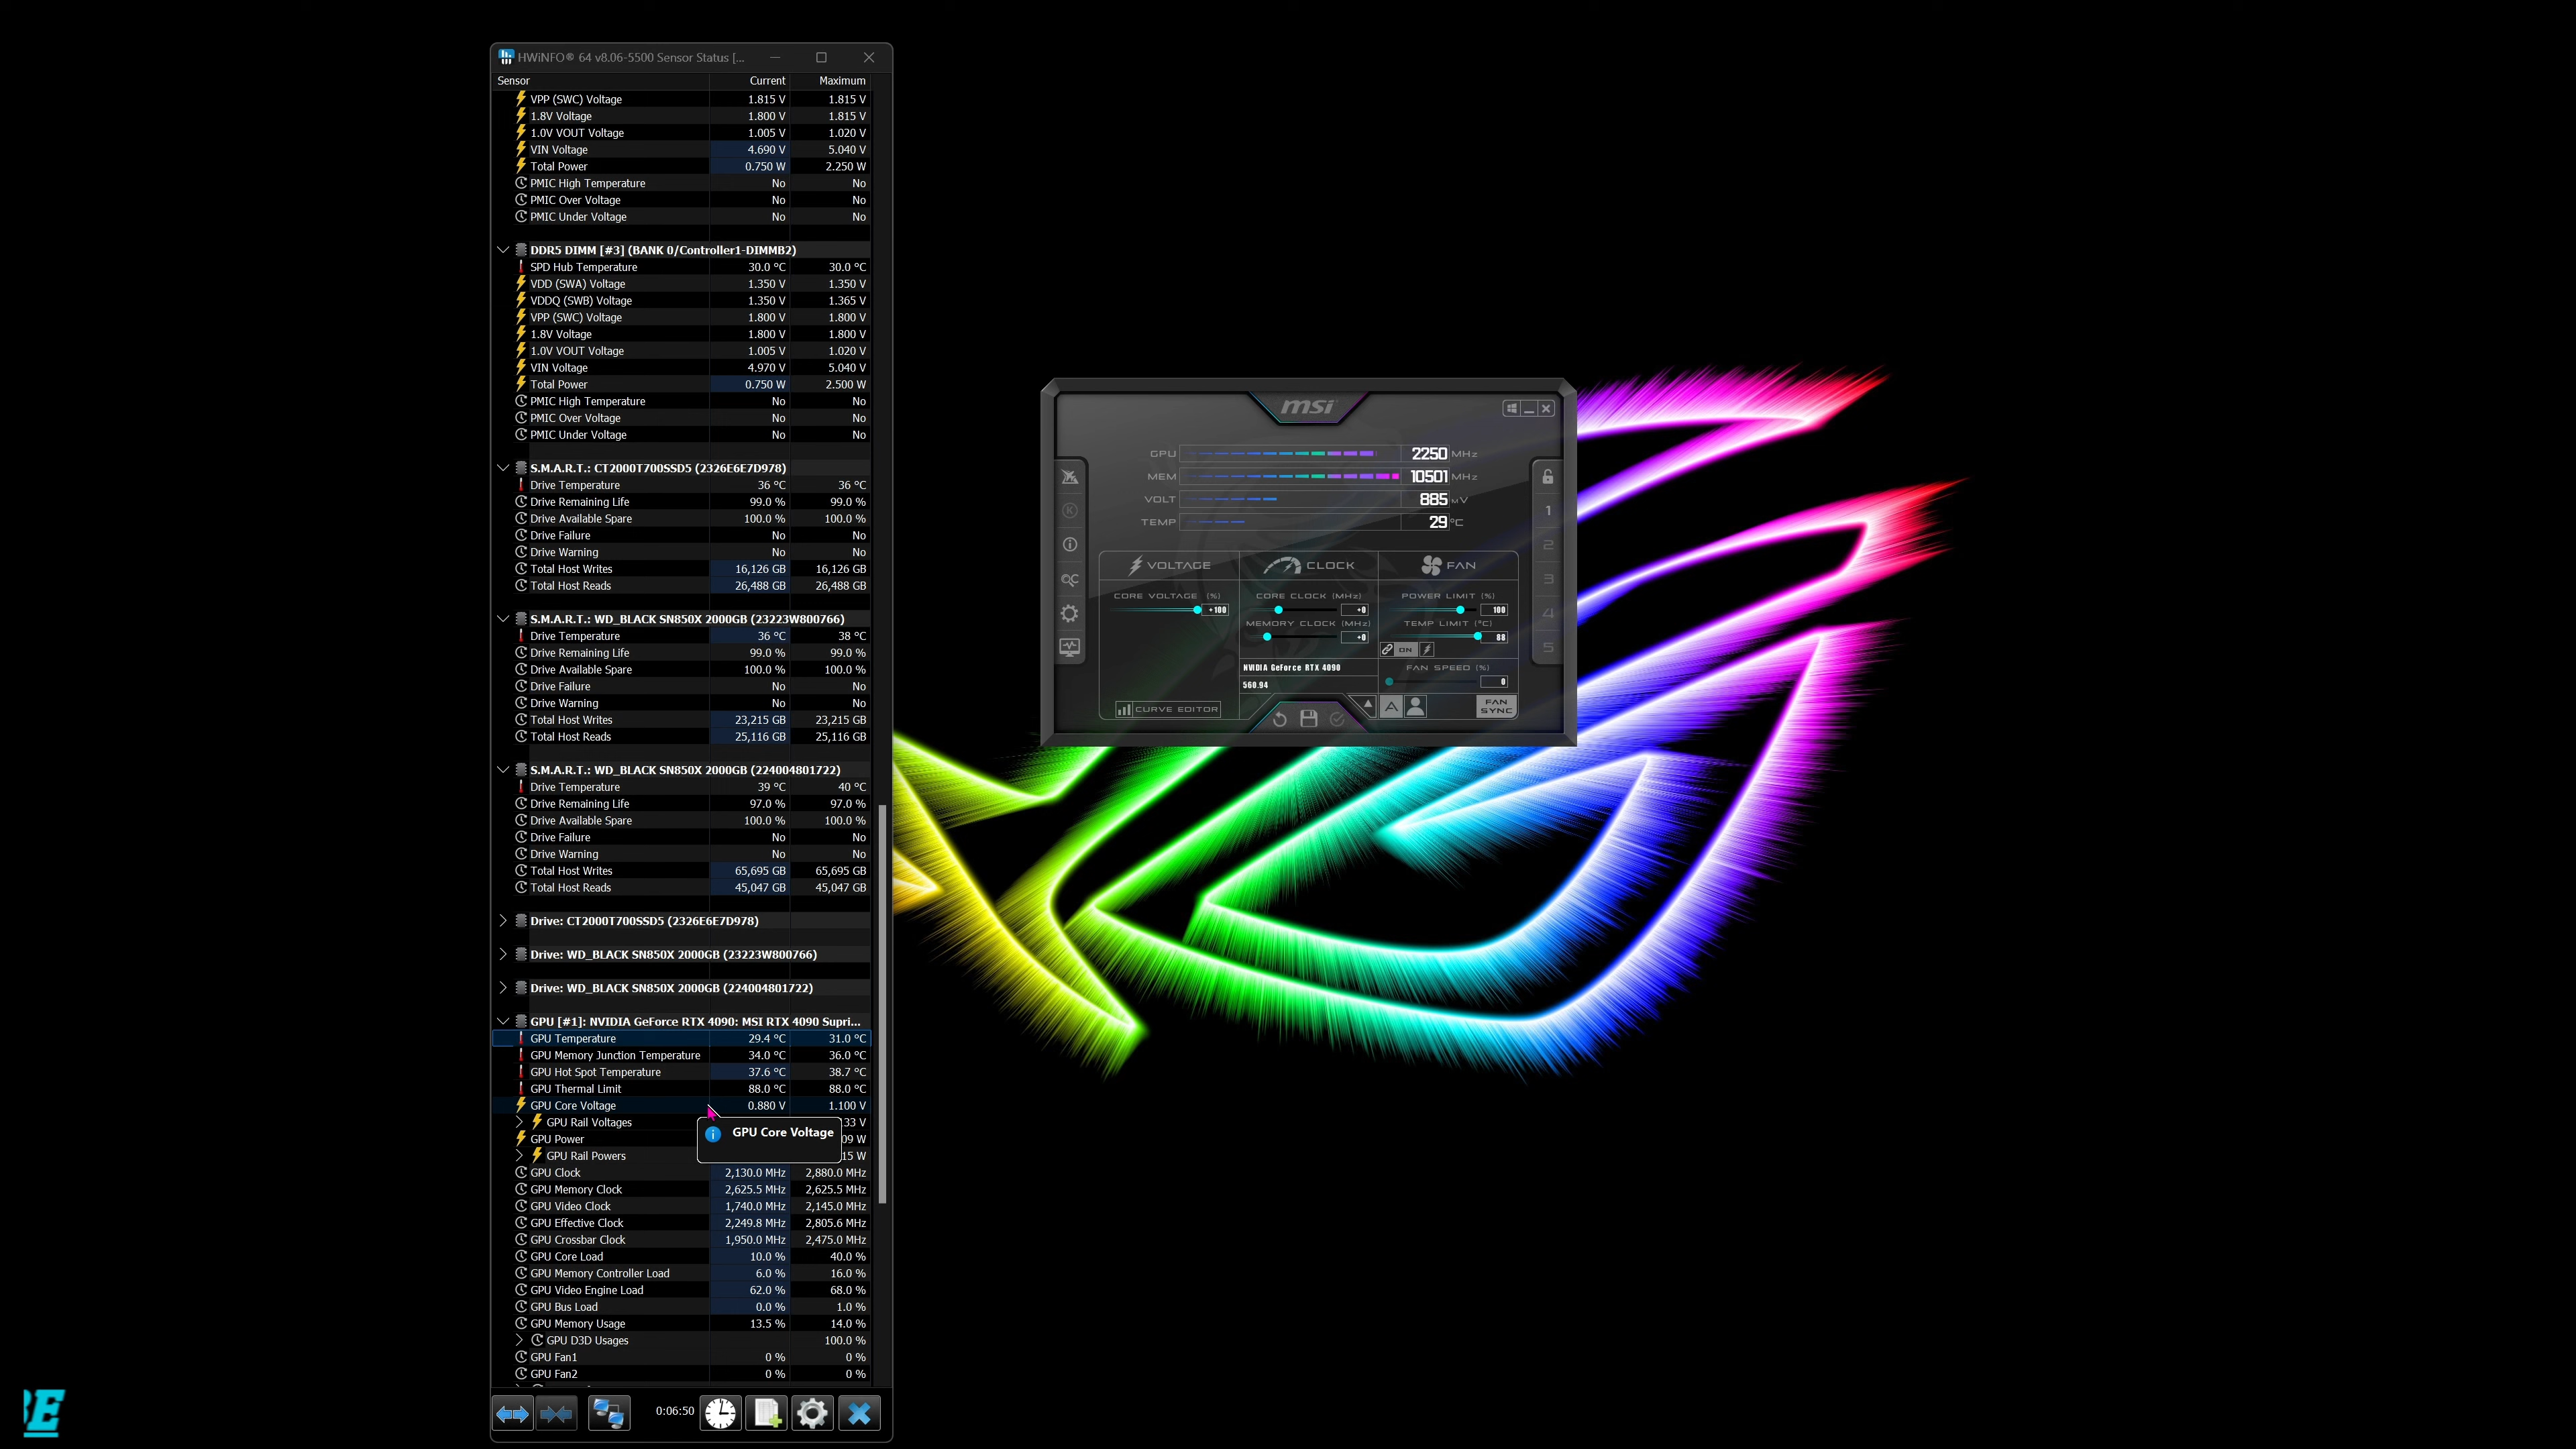 HWiNFO® 64 v8.06-5500 Sensor Status [...
Sensor Current Maximum
VPP (SWC) Voltage 1.815 V 1.815 V
1.8V Voltage 1.800 V 1.815 V
1.0V VOUT Voltage 1.005 V 1.020 V
VIN Voltage 4.690 V 5.040 V
Total Power 0.750 W 2.250 W
PMIC High Temperature No No
PMIC Over Voltage No No
PMIC Under Voltage No No
DDR5 DIMM [#3] (BANK 0/Controller1-DIMMB2)
SPD Hub Temperature 30.0 °C 30.0 °C
VDD (SWA) Voltage 1.350 V 1.350 V
VDDQ (SWB) Voltage 1.350 V 1.365 V
VPP (SWC) Voltage 1.800 V 1.800 V
1.8V Voltage 1.800 V 1.800 V
1.0V VOUT Voltage 1.005 V 1.020 V
VIN Voltage 4.970 V 5.040 V
Total Power 0.750 W 2.500 W
PMIC High Temperature No No
PMIC Over Voltage No No
PMIC Under Voltage No No
S.M.A.R.T.: CT2000T700SSD5 (2326E6E7D978)
Drive Temperature 36 °C 36 °C
Drive Remaining Life 99.0 % 99.0 %
Drive Available Spare 100.0 % 100.0 %
Drive Failure No No
Drive Warning No No
Total Host Writes 16,126 GB 16,126 GB
Total Host Reads 26,488 GB 26,488 GB
S.M.A.R.T.: WD_BLACK SN850X 2000GB (23223W800766)
Drive Temperature 36 °C 38 °C
Drive Remaining Life 99.0 % 99.0 %
Drive Available Spare 100.0 % 100.0 %
Drive Failure No No
Drive Warning No No
Total Host Writes 23,215 GB 23,215 GB
Total Host Reads 25,116 GB 25,116 GB
S.M.A.R.T.: WD_BLACK SN850X 2000GB (224004801722)
Drive Temperature 39 °C 40 °C
Drive Remaining Life 97.0 % 97.0 %
Drive Available Spare 100.0 % 100.0 %
Drive Failure No No
Drive Warning No No
Total Host Writes 65,695 GB 65,695 GB
Total Host Reads 45,047 GB 45,047 GB
Drive: CT2000T700SSD5 (2326E6E7D978)
Drive: WD_BLACK SN850X 2000GB (23223W800766)
Drive: WD_BLACK SN850X 2000GB (224004801722)
GPU [#1]: NVIDIA GeForce RTX 4090: MSI RTX 4090 Supri...
GPU Temperature 29.4 °C 31.0 °C
GPU Memory Junction Temperature 34.0 °C 36.0 °C
GPU Hot Spot Temperature 37.6 °C 38.7 °C
GPU Thermal Limit 88.0 °C 88.0 °C
GPU Core Voltage 0.880 V 1.100 V
GPU Rail Voltages 33 V
GPU Core Voltage
GPU Power 09 W
GPU Rail Powers 15 W
GPU Clock 2,130.0 MHz 2,880.0 MHz
GPU Memory Clock 2,625.5 MHz 2,625.5 MHz
GPU Video Clock 1,740.0 MHz 2,145.0 MHz
GPU Effective Clock 2,249.8 MHz 2,805.6 MHz
GPU Crossbar Clock 1,950.0 MHz 2,475.0 MHz
GPU Core Load 10.0 % 40.0 %
GPU Memory Controller Load 6.0 % 16.0 %
GPU Video Engine Load 62.0 % 68.0 %
GPU Bus Load 0.0 % 1.0 %
GPU Memory Usage 13.5 % 14.0 %
GPU D3D Usages 100.0 %
GPU Fan1 0 % 0 %
GPU Fan2 0 % 0 %
0:06:50
msi
GPU 2250 MHz
MEM 10501 MHz
VOLT 885 mV
TEMP 29 °C
K
OC
1
2
3
4
5
VOLTAGE CLOCK FAN
CORE VOLTAGE (%) +100
CORE CLOCK (MHz) +0
POWER LIMIT (%) 100
MEMORY CLOCK (MHz) +0
TEMP LIMIT (°C) 88
ON
NVIDIA GeForce RTX 4090
560.94
FAN SPEED (%) 0
CURVE EDITOR
A
FAN SYNC